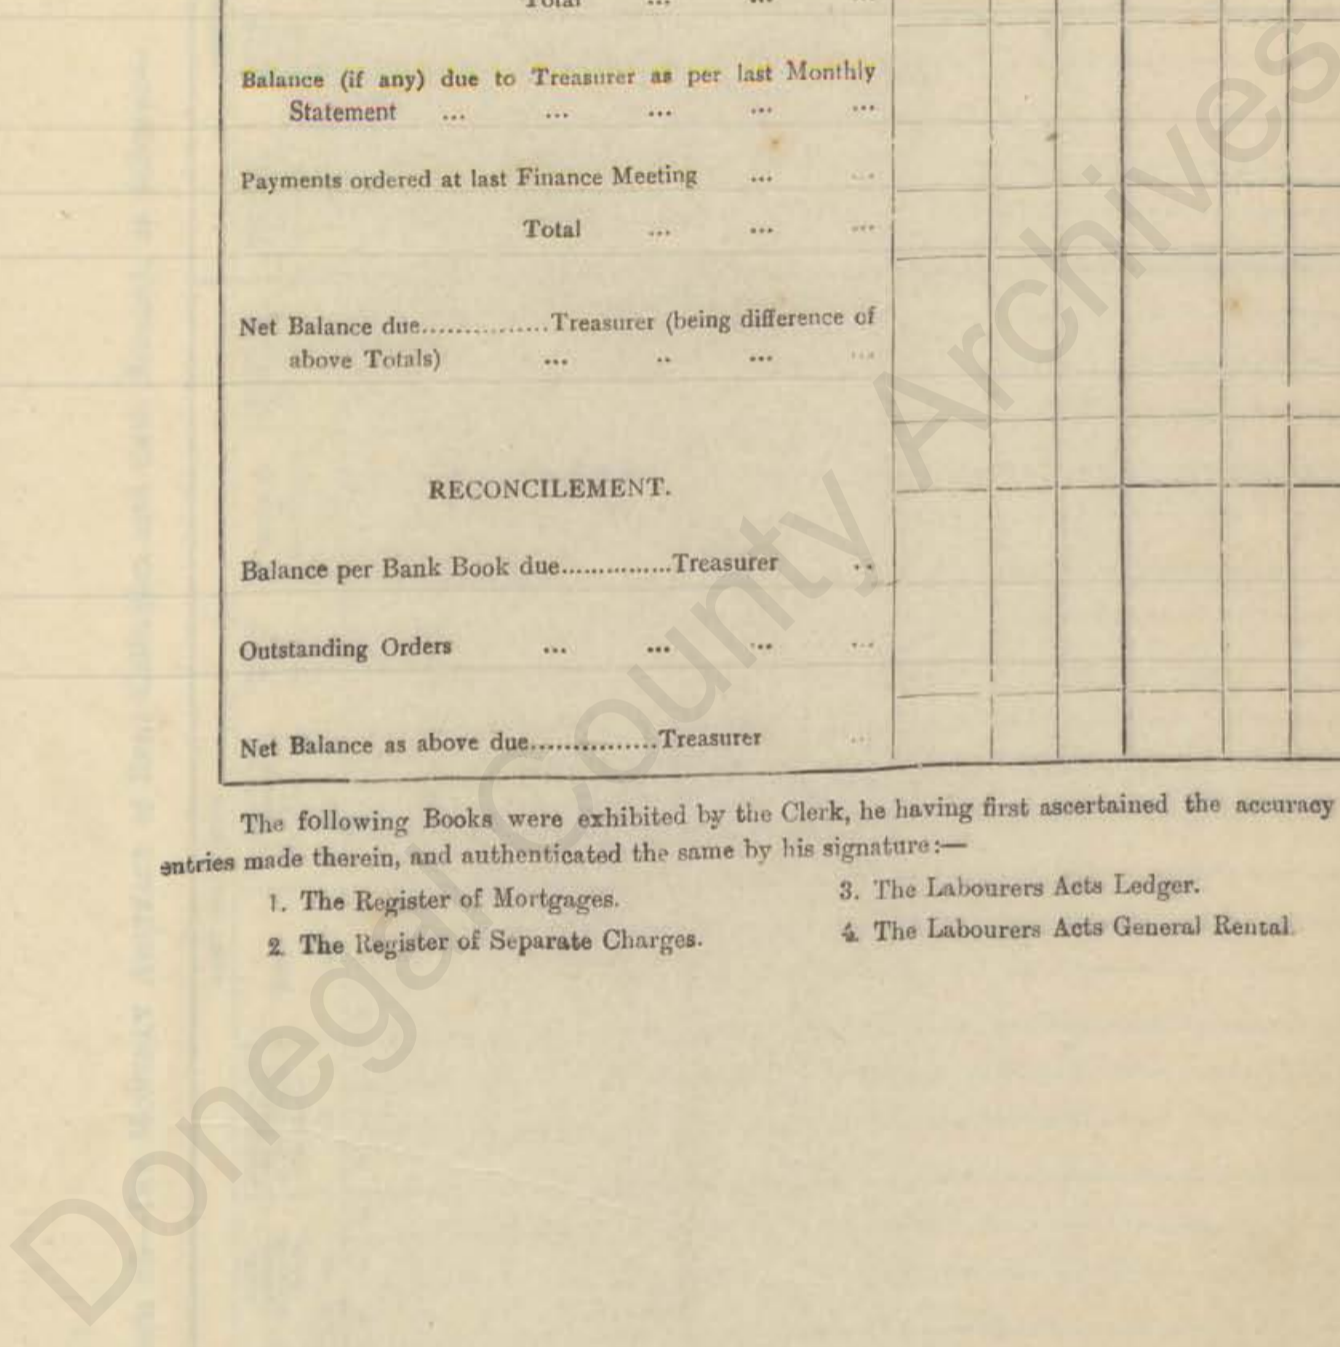 Total ... ... ...
Balance (if any) due to Treasurer as per last Monthly
Statement ... ... ... ... ...
Payments ordered at last Finance Meeting ... ...
Total ... ... ...
Net Balance due...............Treasurer (being difference of
above Totals) ... .. ... ...
RECONCILEMENT.
Balance per Bank Book due...............Treasurer ..
Outstanding Orders ... ... ... ...
Net Balance as above due...............Treasurer ...
The following Books were exhibited by the Clerk, he having first ascertained the accuracy
entries made therein, and authenticated the same by his signature:—
1. The Register of Mortgages.
2. The Register of Separate Charges.
3. The Labourers Acts Ledger.
4. The Labourers Acts General Rental.
Donegal County Archives